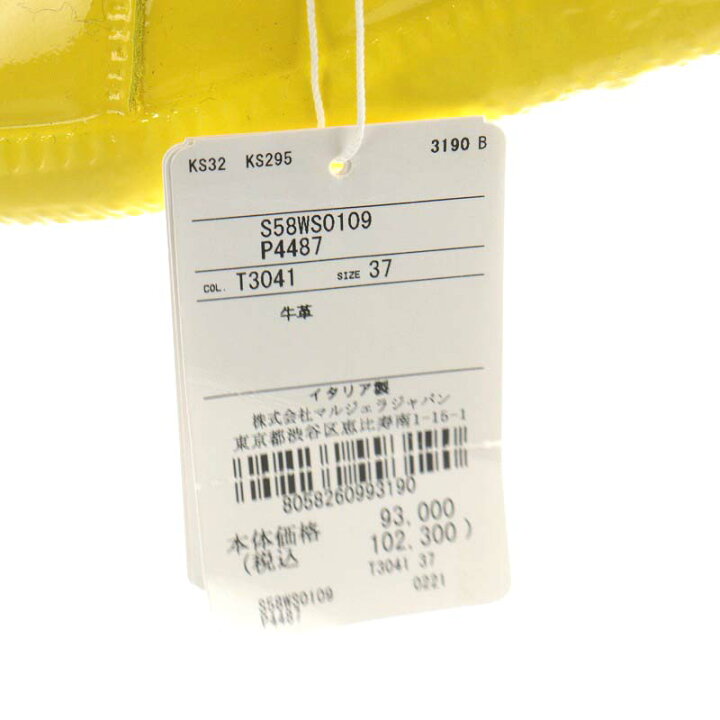 KS32 KS295 3190 B
S58WS0109
P4487
COL. T3041 SIZE 37
牛革
イタリア製
株式会社マルジェラジャパン
東京都渋谷区恵比寿南1-15-1
8058260993190
本体価格 93,000
(税込 102,300)
T3041 37
0221
S58WS0109
P4487